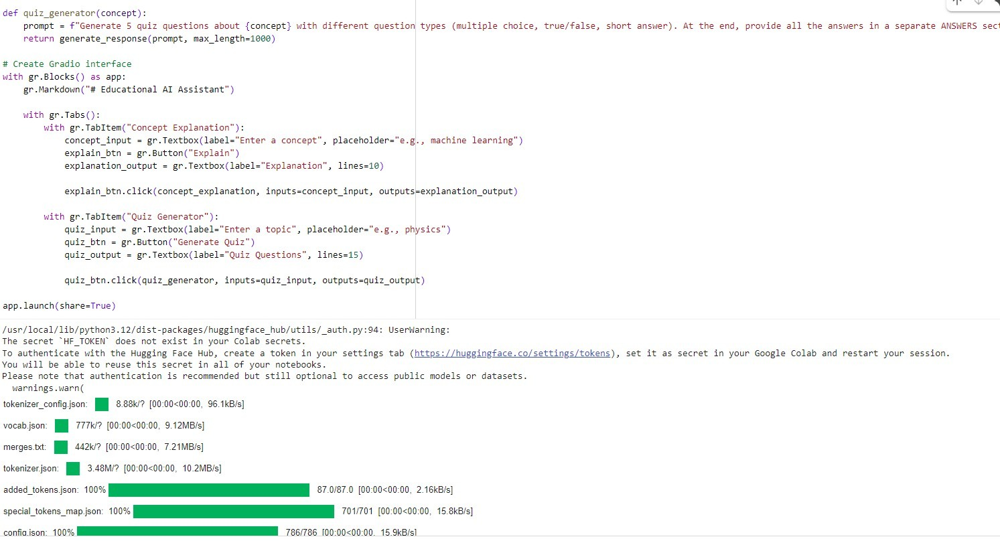 def quiz_generator(concept):
    prompt = f"Generate 5 quiz questions about {concept} with different question types (multiple choice, true/false, short answer). At the end, provide all the answers in a separate ANSWERS sect
    return generate_response(prompt, max_length=1000)
# Create Gradio interface
with gr.Blocks() as app:
    gr.Markdown("# Educational AI Assistant")
    with gr.Tabs():
        with gr.TabItem("Concept Explanation"):
            concept_input = gr.Textbox(label="Enter a concept", placeholder="e.g., machine learning")
            explain_btn = gr.Button("Explain")
            explanation_output = gr.Textbox(label="Explanation", lines=10)
            explain_btn.click(concept_explanation, inputs=concept_input, outputs=explanation_output)
        with gr.TabItem("Quiz Generator"):
            quiz_input = gr.Textbox(label="Enter a topic", placeholder="e.g., physics")
            quiz_btn = gr.Button("Generate Quiz")
            quiz_output = gr.Textbox(label="Quiz Questions", lines=15)
            quiz_btn.click(quiz_generator, inputs=quiz_input, outputs=quiz_output)
app.launch(share=True)
/usr/local/lib/python3.12/dist-packages/huggingface_hub/utils/_auth.py:94: UserWarning:
The secret `HF_TOKEN` does not exist in your Colab secrets.
To authenticate with the Hugging Face Hub, create a token in your settings tab (https://huggingface.co/settings/tokens), set it as secret in your Google Colab and restart your session.
You will be able to reuse this secret in all of your notebooks.
Please note that authentication is recommended but still optional to access public models or datasets.
  warnings.warn(
tokenizer_config.json: 8.88k/? [00:00<00:00, 96.1kB/s]
vocab.json: 777k/? [00:00<00:00, 9.12MB/s]
merges.txt: 442k/? [00:00<00:00, 7.21MB/s]
tokenizer.json: 3.48M/? [00:00<00:00, 10.2MB/s]
added_tokens.json: 100% 87.0/87.0 [00:00<00:00, 2.16kB/s]
special_tokens_map.json: 100% 701/701 [00:00<00:00, 15.8kB/s]
config.json: 100% 786/786 [00:00<00:00, 15.9kB/s]